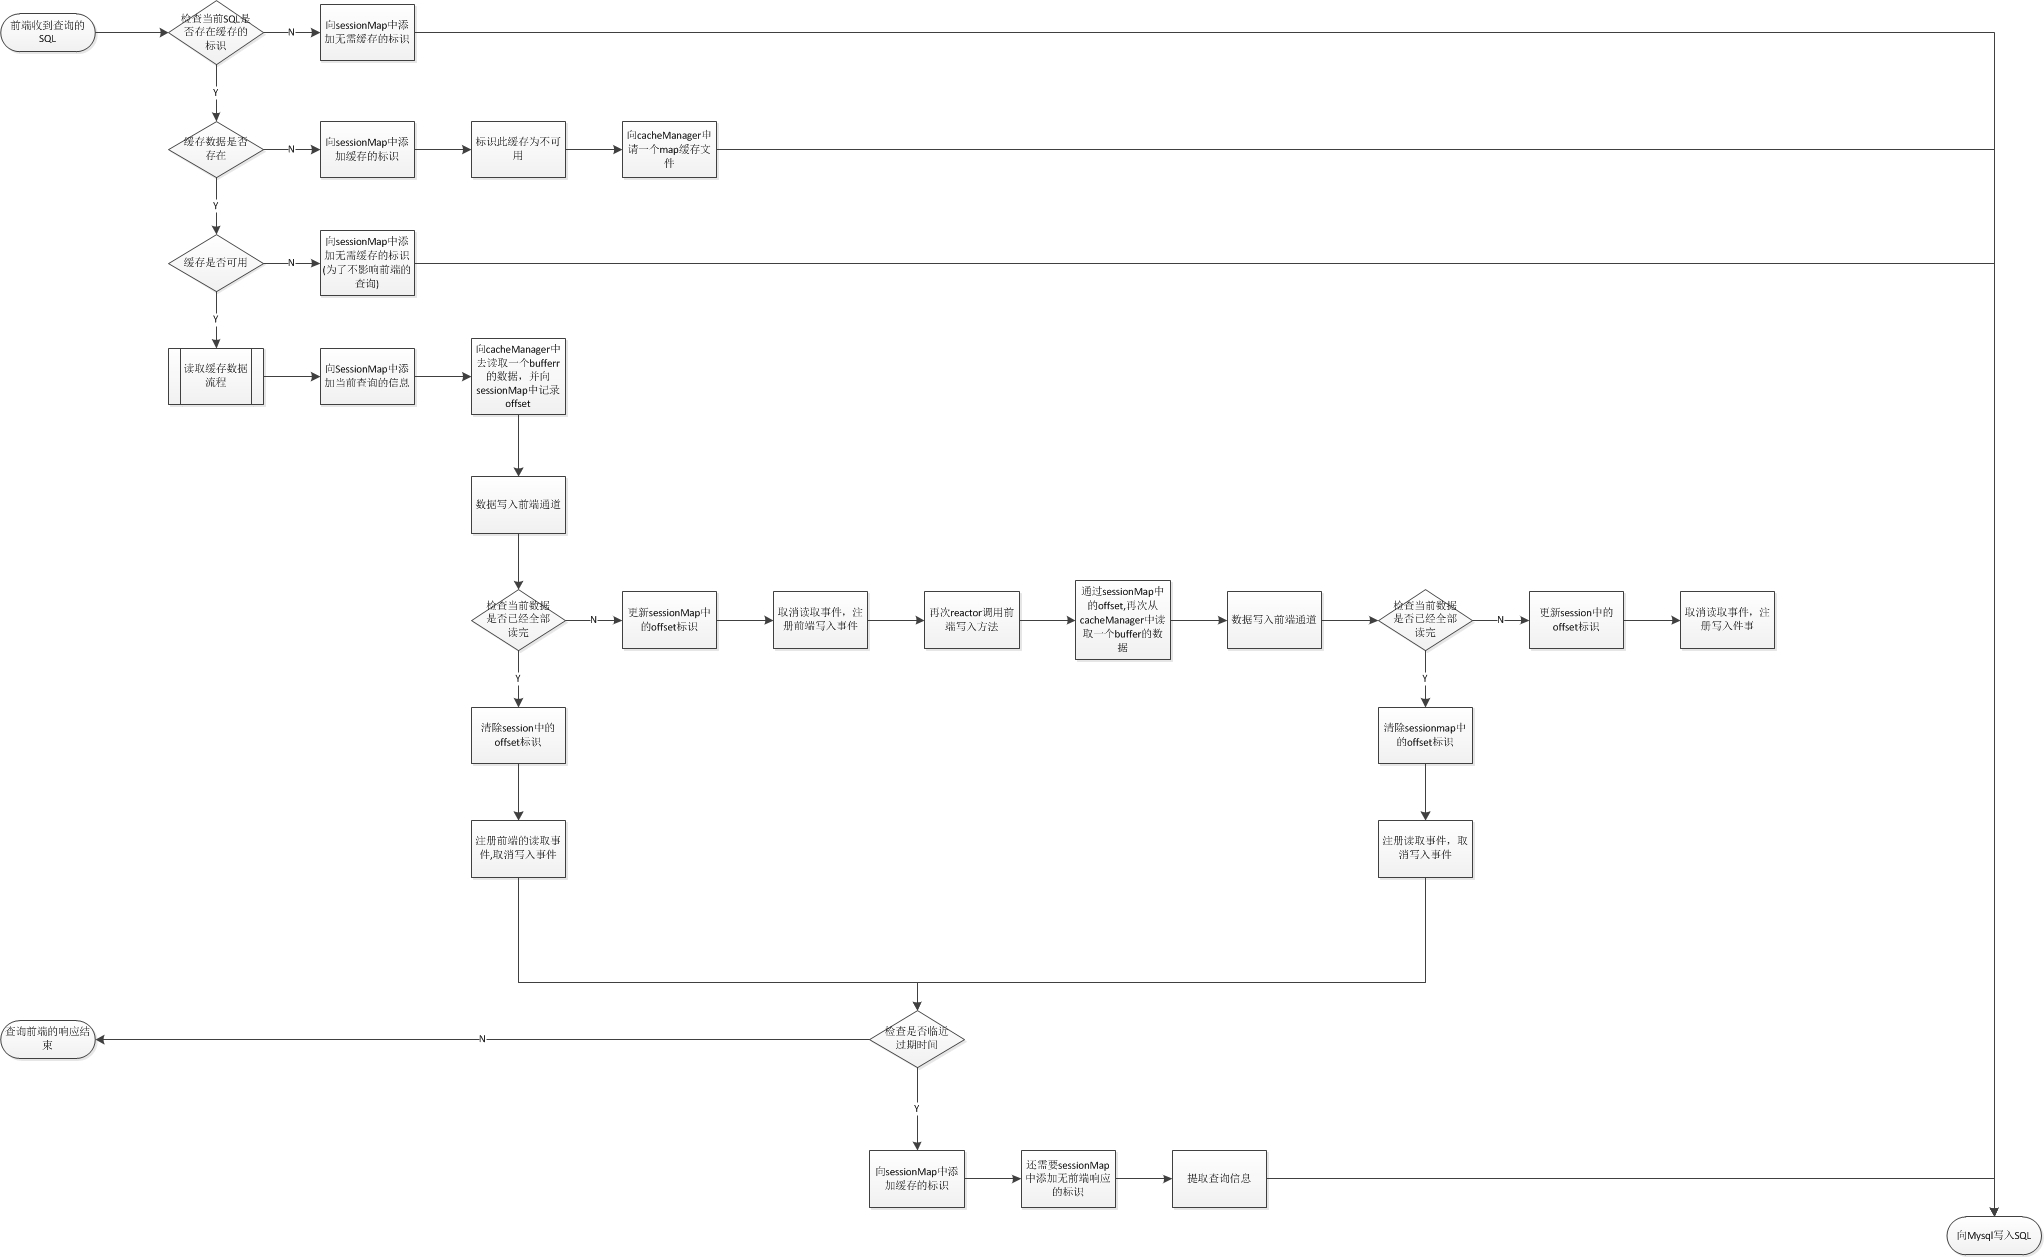 前端收到查询的
SQL
检查当前SQL是
否存在缓存的
标识
N
向sessionMap中添
加无需缓存的标识
Y
缓存数据是否
存在
N
向sessionMap中添
加缓存的标识
标识此缓存为不可
用
向cacheManager中
请一个map缓存文
件
Y
缓存是否可用
N
向sessionMap中添
加无需缓存的标识
(为了不影响前端的
查询)
Y
读取缓存数据
流程
向SessionMap中添
加当前查询的信息
向cacheManager中
去读取一个bufferr
的数据，并向
sessionMap中记录
offset
数据写入前端通道
检查当前数据
是否已经全部
读完
N
更新sessionMap中
的offset标识
取消读取事件，注
册前端写入事件
再次reactor调用前
端写入方法
通过sessionMap中
的offset,再次从
cacheManager中读
取一个buffer的数
据
数据写入前端通道
检查当前数据
是否已经全部
读完
N
更新session中的
offset标识
取消读取事件，注
册写入件事
Y
Y
清除session中的
offset标识
清除sessionmap中
的offset标识
注册前端的读取事
件,取消写入事件
注册读取事件，取
消写入事件
查询前端的响应结
束
N
检查是否临近
过期时间
Y
向sessionMap中添
加缓存的标识
还需要sessionMap
中添加无前端响应
的标识
提取查询信息
向Mysql写入SQL